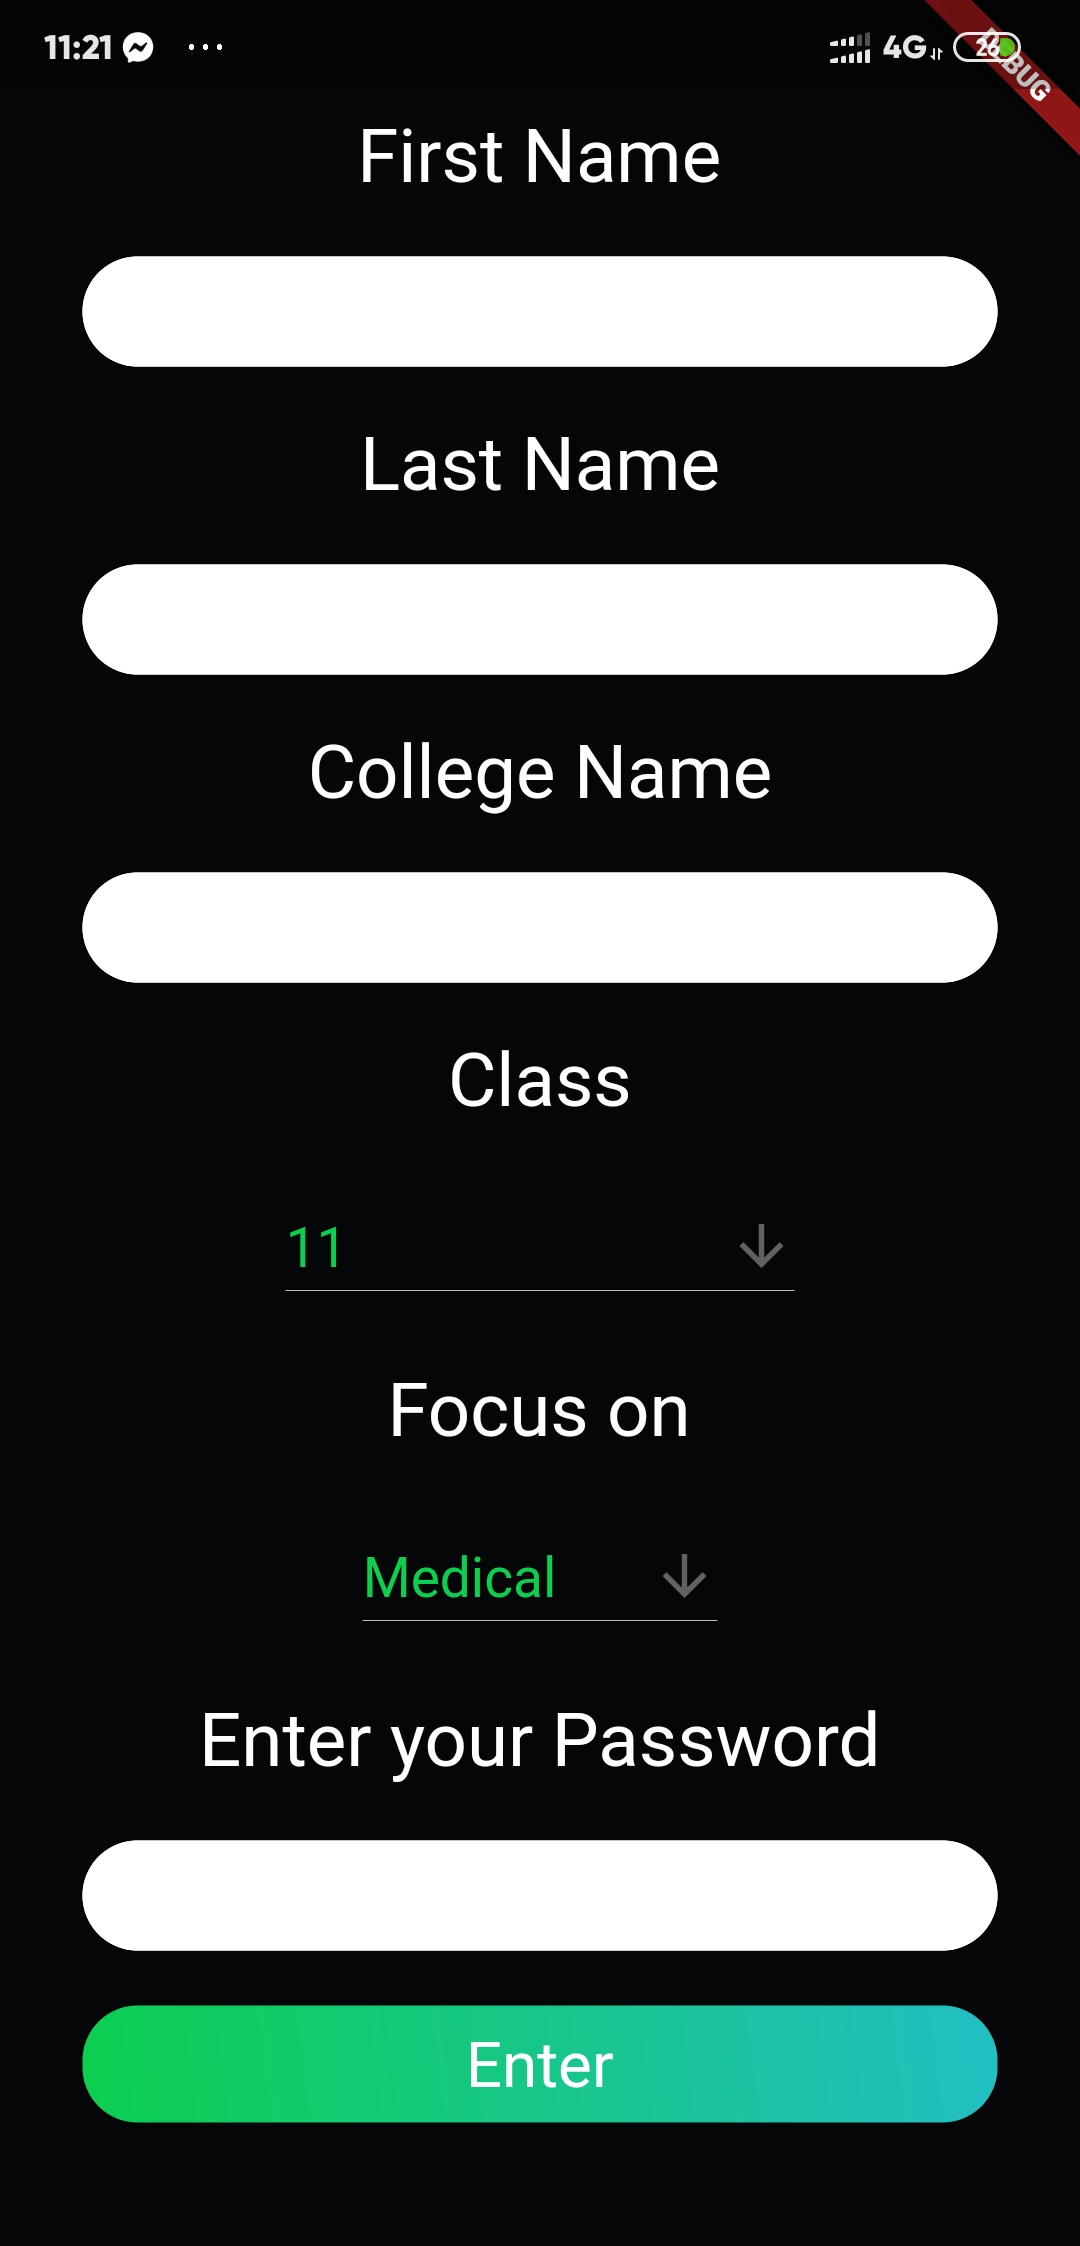 11:21 ... 4G 26
DEBUG
First Name
Last Name
College Name
Class
11
Focus on
Medical
Enter your Password
Enter